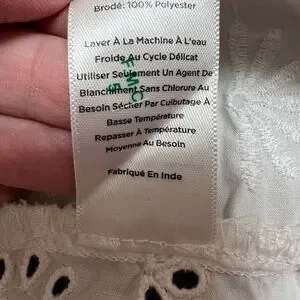 Brodé: 100% Polyester
Laver À La Machine À L'eau
Froide Au Cycle Délicat
Utiliser Seulement Un Agent De
Blanchiment Sans Chlorure Au
Besoin Sécher Par Culbutage À
Basse Température
Repasser À Température
Moyenne Au Besoin
Fabriqué En Inde